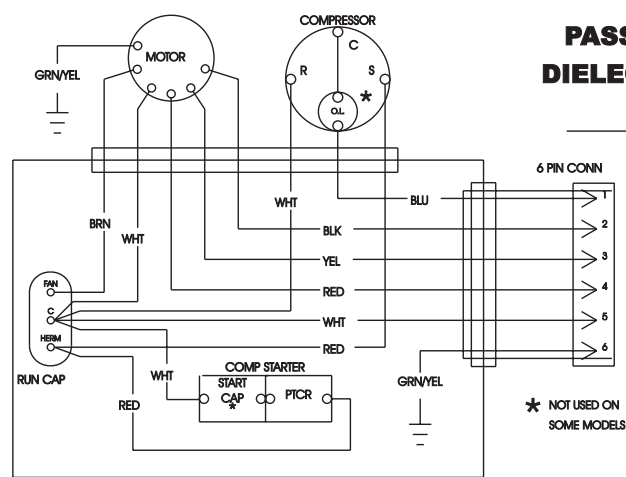 COMPRESSOR
PASS
DIELEC
MOTOR
C
R
S
*
O.L.
GRN/YEL
6 PIN CONN
WHT
BLU
1
BRN
WHT
BLK
2
YEL
3
FAN
RED
4
C
WHT
5
HERM
RED
6
RUN CAP
WHT
COMP STARTER
START
CAP
*
PTCR
GRN/YEL
RED
* NOT USED ON
SOME MODELS